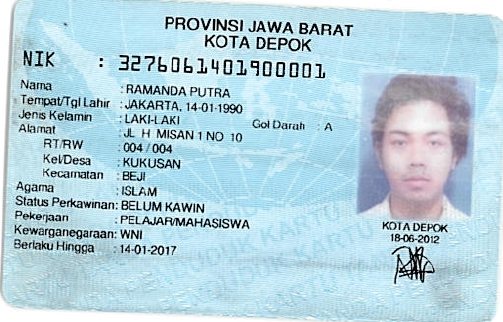 PROVINSI JAWA BARAT
KOTA DEPOK
NIK : 3276061401900001
Nama : RAMANDA PUTRA
Tempat/Tgl Lahir : JAKARTA, 14-01-1990
Jenis Kelamin : LAKI-LAKI Gol Darah : A
Alamat : JL H MISAN 1 NO 10
RT/RW : 004 / 004
Kel/Desa : KUKUSAN
Kecamatan : BEJI
Agama : ISLAM
Status Perkawinan: BELUM KAWIN
Pekerjaan : PELAJAR/MAHASISWA
Kewarganegaraan: WNI
Berlaku Hingga : 14-01-2017
KOTA DEPOK
18-06-2012